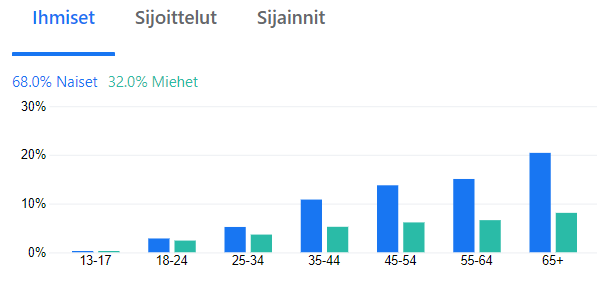 Ihmiset Sijoittelut Sijainnit
68.0% Naiset 32.0% Miehet
30%
20%
10%
0%
13-17 18-24 25-34 35-44 45-54 55-64 65+